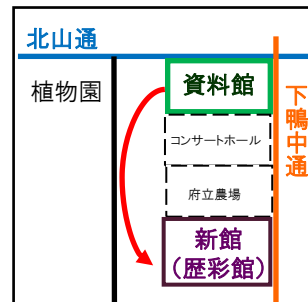 北山通
植物園
資料館
コンサートホール
府立農場
新館
（歴彩館）
下鴨中通